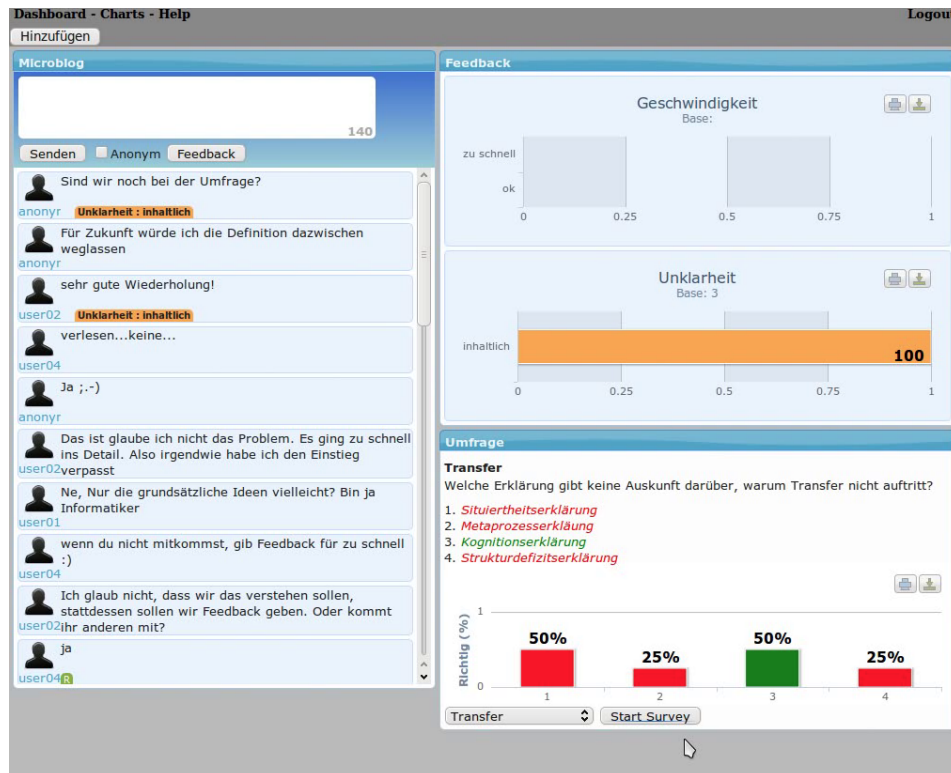 Dashboard - Charts - Help
Logout
Hinzufügen
Microblog
140
Senden
Anonym
Feedback
Sind wir noch bei der Umfrage?
anonyr
Unklarheit : inhaltlich
Für Zukunft würde ich die Definition dazwischen
weglassen
anonyr
sehr gute Wiederholung!
user02
Unklarheit : inhaltlich
verlesen...keine...
user04
Ja ;.-)
anonyr
Das ist glaube ich nicht das Problem. Es ging zu schnell
ins Detail. Also irgendwie habe ich den Einstieg
user02 verpasst
Ne, Nur die grundsätzliche Ideen vielleicht? Bin ja
Informatiker
user01
wenn du nicht mitkommst, gib Feedback für zu schnell
:)
user04
Ich glaub nicht, dass wir das verstehen sollen,
stattdessen sollen wir Feedback geben. Oder kommt
user02 ihr anderen mit?
ja
user04 R
Feedback
Geschwindigkeit
Base:
zu schnell
ok
0 0.25 0.5 0.75 1
Unklarheit
Base: 3
inhaltlich
100
0 0.25 0.5 0.75 1
Umfrage
Transfer
Welche Erklärung gibt keine Auskunft darüber, warum Transfer nicht auftritt?
1. Situiertheitserklärung
2. Metaprozesserkläung
3. Kognitionserklärung
4. Strukturdefizitserklärung
Richtig (%)
1
50% 25% 50% 25%
0
1 2 3 4
Transfer
Start Survey